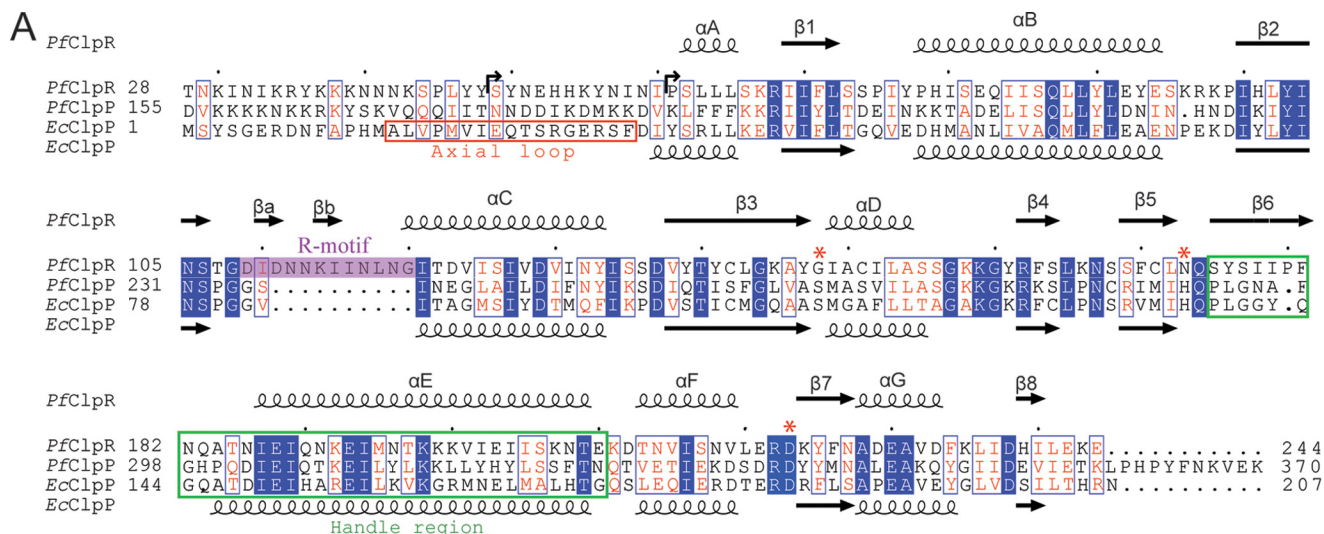 A
αA β1 αB β2
PfClpR
PfClpR 28 TNKINIKRYKKKNNNNKSPLYYSYNEHHKYNINIPSLLLSKRIIFLSSPIYPHISEQIISQLLYLEYESKRKPIHLYI
PfClpP 155 DVKKKKNKKRKYSKVQQQIITNNDDIKDMKKDVKLFFFKRIIYLTDEINKKTADELISQLLYLDNIN.HNDIKIYI
EcClpP 1 MSYSGERDNFAPHMALVPMVIEQTSRGERSFDIYSRLLKERVIFLTGQVEDHMANLIVAQMLFLEAENPEKDIYLYI
EcClpP Axial loop
βa βb αC β3 αD β4 β5 β6
PfClpR
R-motif
PfClpR 105 NSTGDIDNNKIINLNGITDVISIVDVINYISSDVYTYCLGKAYGIACILASSGKKGYRFSLKNSSFCLNQSYSIIPF
PfClpP 231 NSPGGS..........INEGLAILDIFNYIKSDIQTISFGLVASMASVILASGKKGKRKSLPNCRIMIHQPLGNA.F
EcClpP 78 NSPGGV..........ITAGMSIYDTMQFIKPDVSTICMGQAASMGAFLLTAGAKGKRFCLPNSRVMIHQPLGGY.Q
EcClpP
αE αF β7 αG β8
PfClpR
PfClpR 182 NQATNIEIQNKEIMNTKKKVIEIISKNTEKDTNVISNVLERDKYFNADEAVDFKLIDHILEKE........... 244
PfClpP 298 GHPQDIEIQTKEILYLKKLLYHYLSSFTNQTVETIEKDSDRDYYMNALEAKQYGIIDEVIETKLPHPYFNKVEK 370
EcClpP 144 GQATDIEIHAREILKVKGRMNELMALHTGQSLEQIERDTERDRFLSAPEAVEYGLVDSILTHRN.......... 207
EcClpP
Handle region